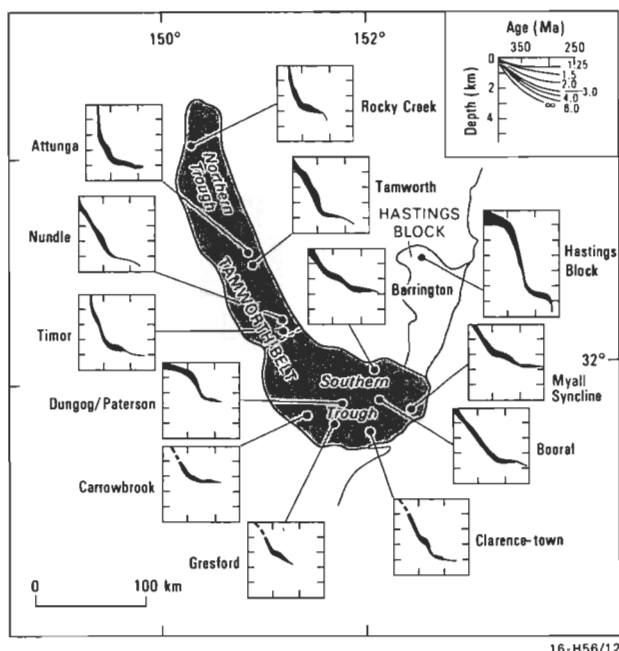 150°
152°
Age (Ma)
350 250
Depth (km)
0
2
4
1.25
1.5
2.0
3.0
4.0
6.0
∞
Rocky Creek
Attunga
Northern
Trough
Tamworth
HASTINGS
BLOCK
Hastings
Block
Nundle
Barrington
TAMWORTH BELT
Timor
32°
Southern
Trough
Myall
Syncline
Dungog/Paterson
Booral
Carrowbrook
Clarence-town
Gresford
0 100 km
16-H56/12